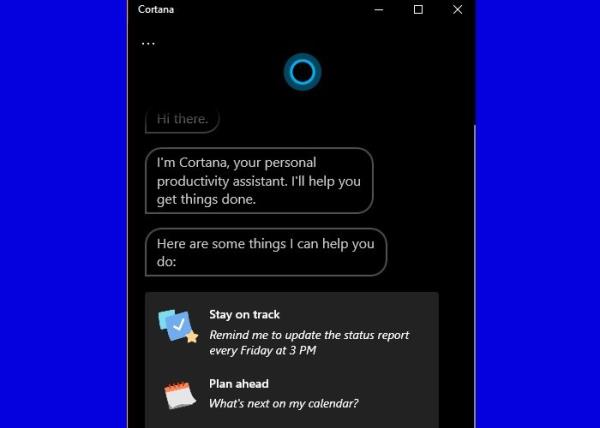 Cortana
...
Hi there.
I'm Cortana, your personal
productivity assistant. I'll help you
get things done.
Here are some things I can help you
do:
Stay on track
Remind me to update the status report
every Friday at 3 PM
Plan ahead
What's next on my calendar?